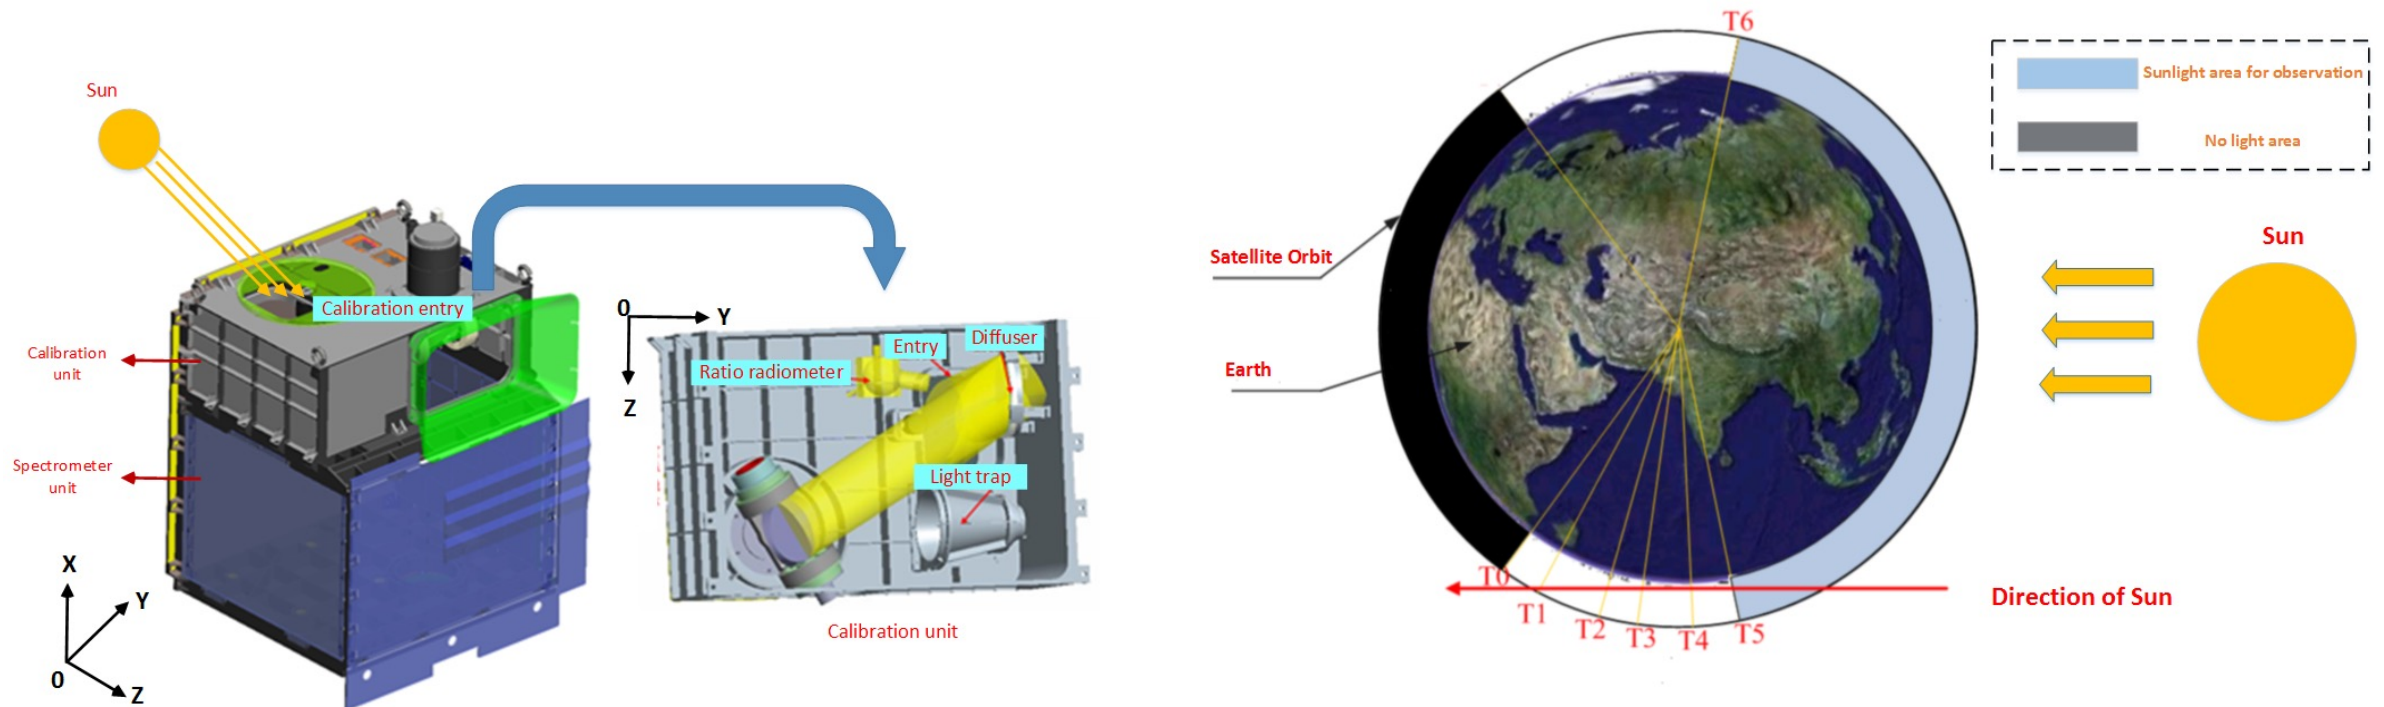 Sun
Calibration entry
Calibration
unit
Spectrometer
unit
X
Y
0
Z
0
Y
Z
Ratio radiometer
Entry
Diffuser
Light trap
Calibration unit
T6
Satellite Orbit
Earth
T0
T1
T2
T3
T4
T5
Sunlight area for observation
No light area
Sun
Direction of Sun